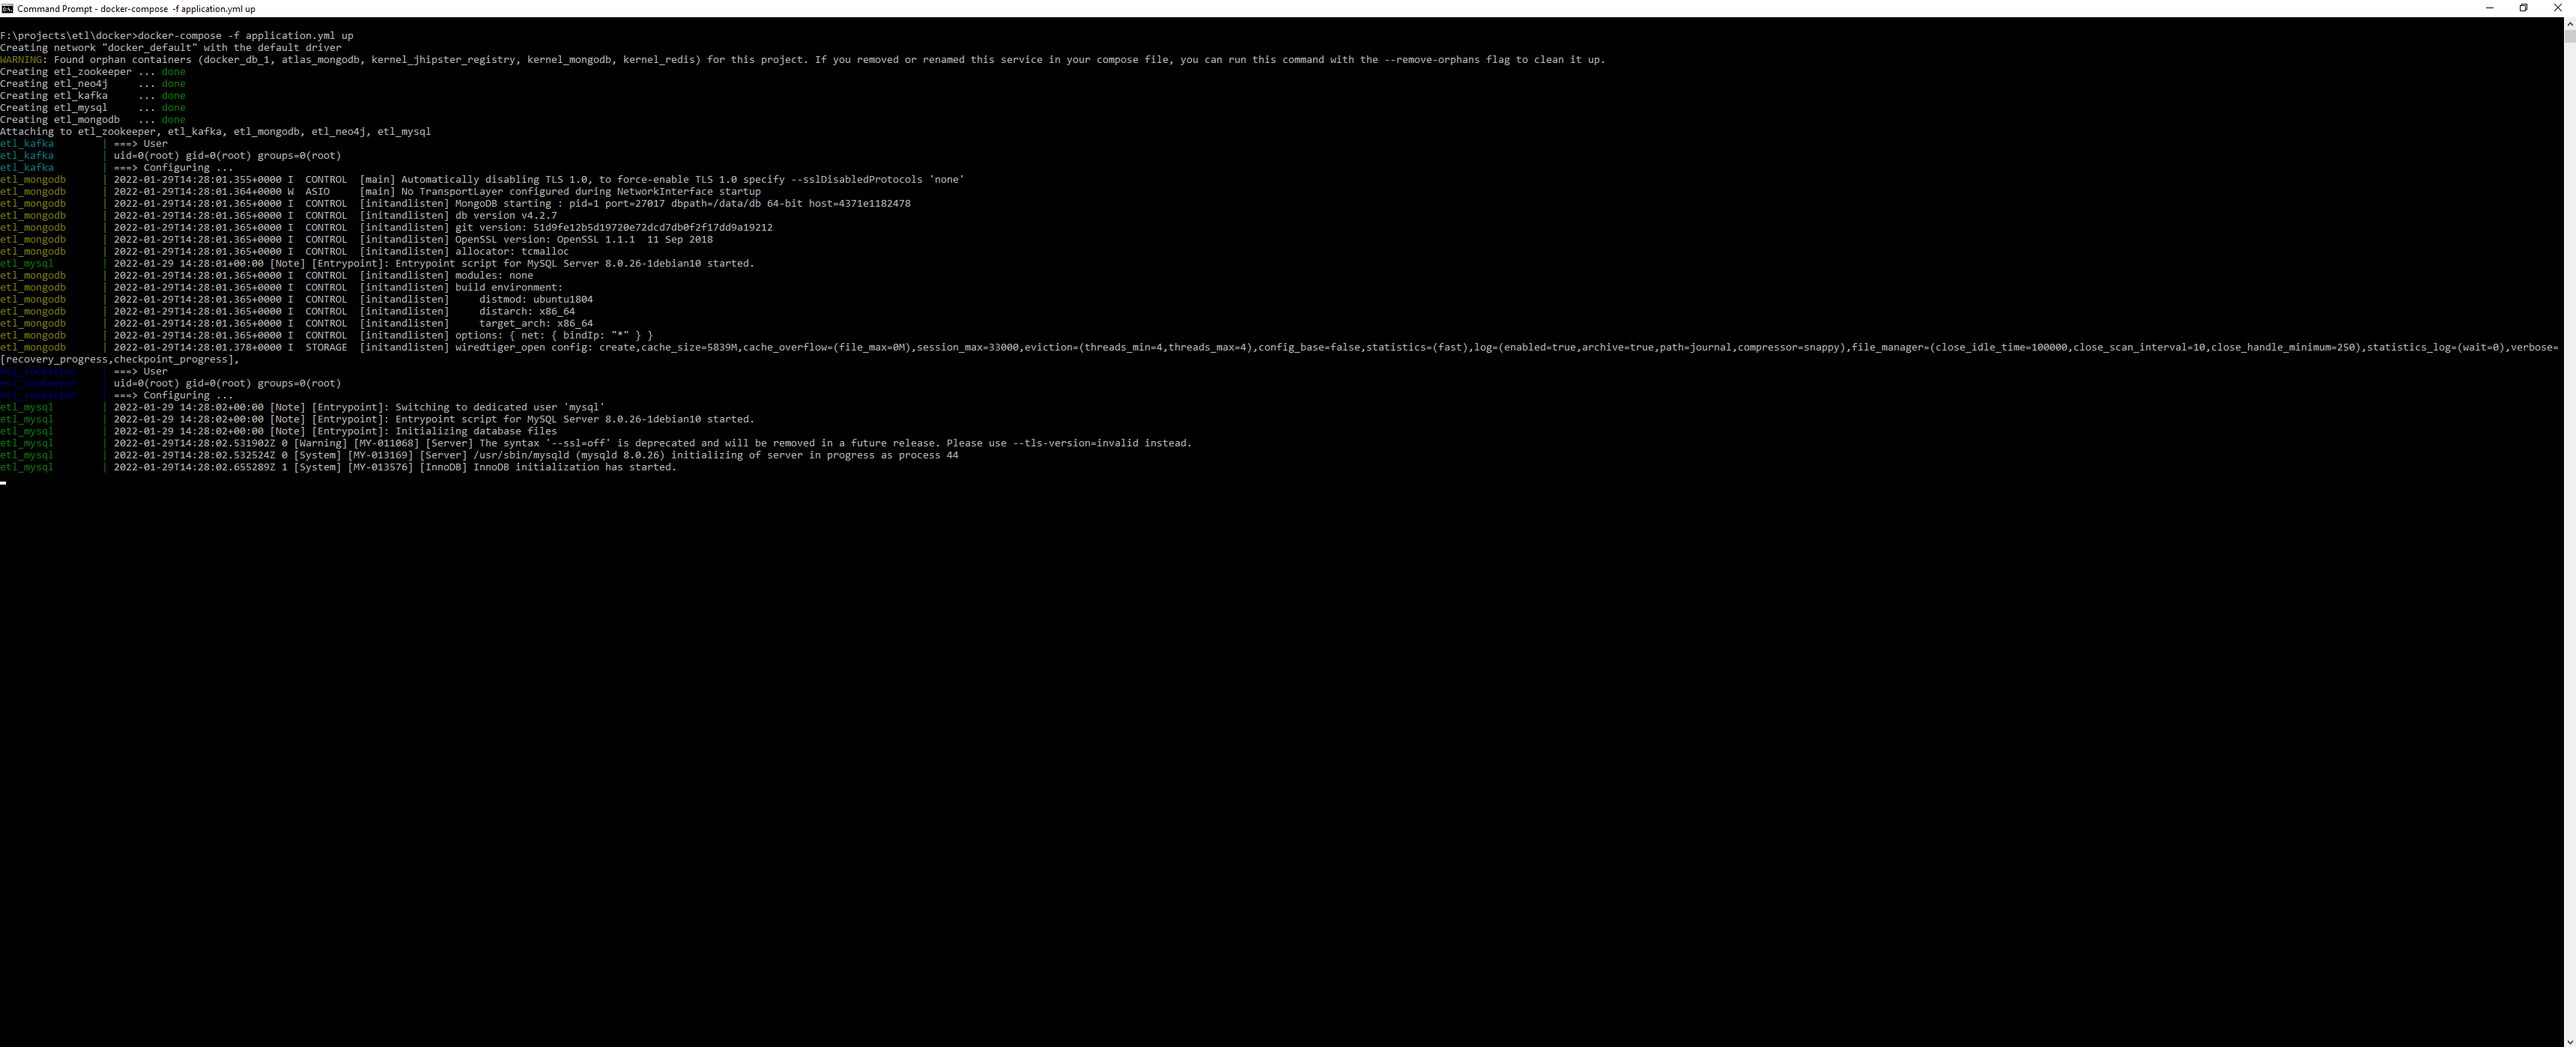 Command Prompt - docker-compose -f application.yml up
F:\projects\etl\docker>docker-compose -f application.yml up
Creating network "docker_default" with the default driver
WARNING: Found orphan containers (docker_db_1, atlas_mongodb, kernel_jhipster_registry, kernel_mongodb, kernel_redis) for this project. If you removed or renamed this service in your compose file, you can run this command with the --remove-orphans flag to clean it up.
Creating etl_zookeeper ... done
Creating etl_neo4j     ... done
Creating etl_kafka     ... done
Creating etl_mysql     ... done
Creating etl_mongodb   ... done
Attaching to etl_zookeeper, etl_kafka, etl_mongodb, etl_neo4j, etl_mysql
etl_kafka        | ===> User
etl_kafka        | uid=0(root) gid=0(root) groups=0(root)
etl_kafka        | ===> Configuring ...
etl_mongodb      | 2022-01-29T14:28:01.355+0000 I  CONTROL  [main] Automatically disabling TLS 1.0, to force-enable TLS 1.0 specify --sslDisabledProtocols 'none'
etl_mongodb      | 2022-01-29T14:28:01.364+0000 W  ASIO     [main] No TransportLayer configured during NetworkInterface startup
etl_mongodb      | 2022-01-29T14:28:01.365+0000 I  CONTROL  [initandlisten] MongoDB starting : pid=1 port=27017 dbpath=/data/db 64-bit host=4371e1182478
etl_mongodb      | 2022-01-29T14:28:01.365+0000 I  CONTROL  [initandlisten] db version v4.2.7
etl_mongodb      | 2022-01-29T14:28:01.365+0000 I  CONTROL  [initandlisten] git version: 51d9fe12b5d19720e72dcd7db0f2f17dd9a19212
etl_mongodb      | 2022-01-29T14:28:01.365+0000 I  CONTROL  [initandlisten] OpenSSL version: OpenSSL 1.1.1  11 Sep 2018
etl_mongodb      | 2022-01-29T14:28:01.365+0000 I  CONTROL  [initandlisten] allocator: tcmalloc
etl_mysql        | 2022-01-29 14:28:01+00:00 [Note] [Entrypoint]: Entrypoint script for MySQL Server 8.0.26-1debian10 started.
etl_mongodb      | 2022-01-29T14:28:01.365+0000 I  CONTROL  [initandlisten] modules: none
etl_mongodb      | 2022-01-29T14:28:01.365+0000 I  CONTROL  [initandlisten] build environment:
etl_mongodb      | 2022-01-29T14:28:01.365+0000 I  CONTROL  [initandlisten]     distmod: ubuntu1804
etl_mongodb      | 2022-01-29T14:28:01.365+0000 I  CONTROL  [initandlisten]     distarch: x86_64
etl_mongodb      | 2022-01-29T14:28:01.365+0000 I  CONTROL  [initandlisten]     target_arch: x86_64
etl_mongodb      | 2022-01-29T14:28:01.365+0000 I  CONTROL  [initandlisten] options: { net: { bindIp: "*" } }
etl_mongodb      | 2022-01-29T14:28:01.378+0000 I  STORAGE  [initandlisten] wiredtiger_open config: create,cache_size=5839M,cache_overflow=(file_max=0M),session_max=33000,eviction=(threads_min=4,threads_max=4),config_base=false,statistics=(fast),log=(enabled=true,archive=true,path=journal,compressor=snappy),file_manager=(close_idle_time=100000,close_scan_interval=10,close_handle_minimum=250),statistics_log=(wait=0),verbose=
[recovery_progress,checkpoint_progress],
etl_zookeeper    | ===> User
etl_zookeeper    | uid=0(root) gid=0(root) groups=0(root)
etl_zookeeper    | ===> Configuring ...
etl_mysql        | 2022-01-29 14:28:02+00:00 [Note] [Entrypoint]: Switching to dedicated user 'mysql'
etl_mysql        | 2022-01-29 14:28:02+00:00 [Note] [Entrypoint]: Entrypoint script for MySQL Server 8.0.26-1debian10 started.
etl_mysql        | 2022-01-29 14:28:02+00:00 [Note] [Entrypoint]: Initializing database files
etl_mysql        | 2022-01-29T14:28:02.531902Z 0 [Warning] [MY-011068] [Server] The syntax '--ssl=off' is deprecated and will be removed in a future release. Please use --tls-version=invalid instead.
etl_mysql        | 2022-01-29T14:28:02.532524Z 0 [System] [MY-013169] [Server] /usr/sbin/mysqld (mysqld 8.0.26) initializing of server in progress as process 44
etl_mysql        | 2022-01-29T14:28:02.655289Z 1 [System] [MY-013576] [InnoDB] InnoDB initialization has started.